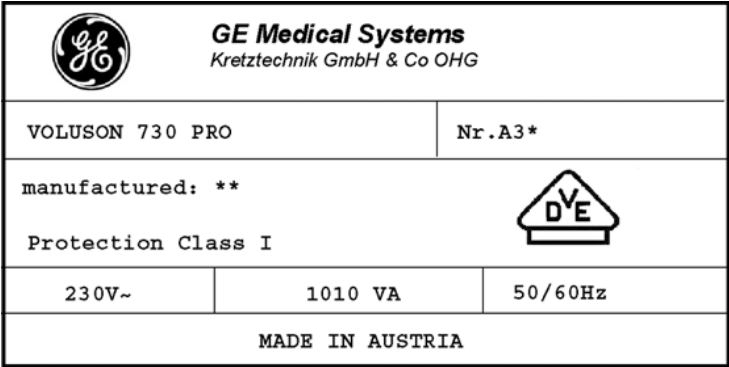 GE
GE Medical Systems
Kretztechnik GmbH & Co OHG
VOLUSON 730 PRO Nr.A3*
manufactured: **
DVE
Protection Class I
230V~ 1010 VA 50/60Hz
MADE IN AUSTRIA